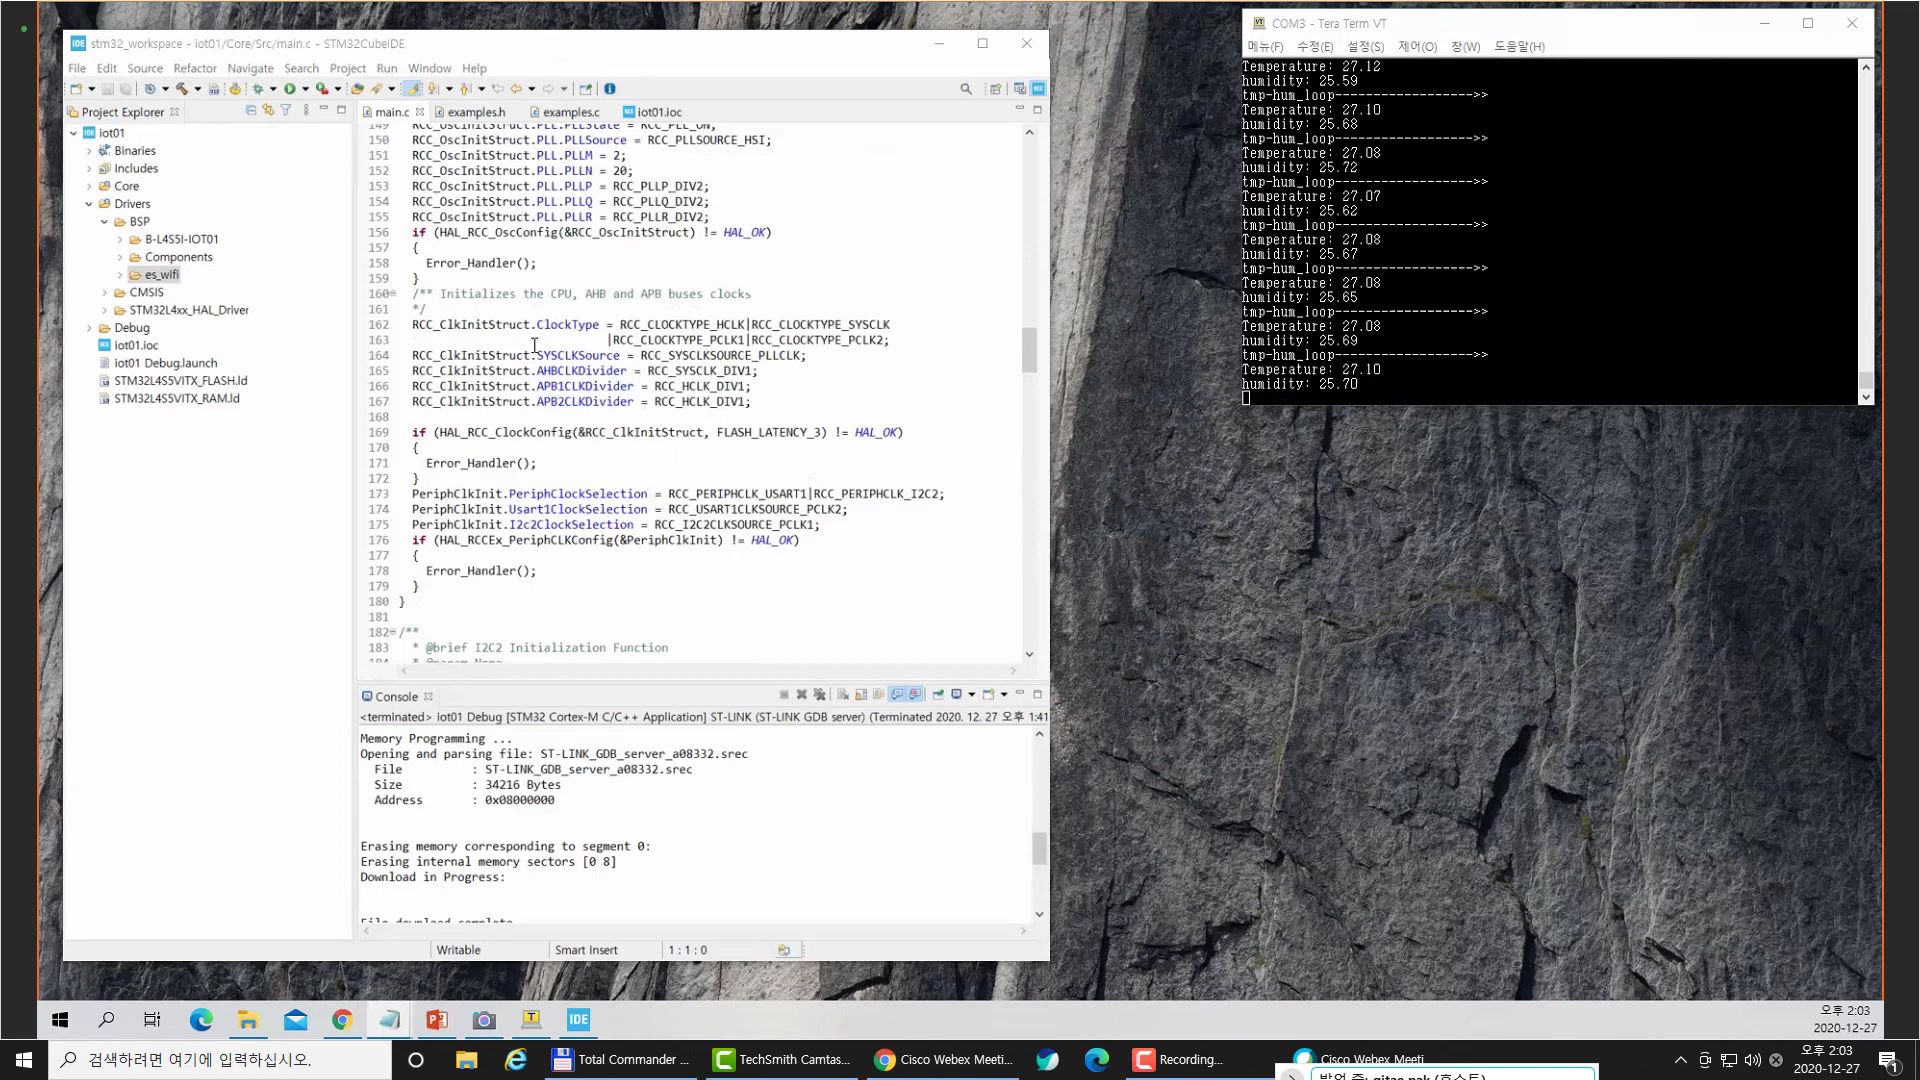 stm32_workspace - iot01/Core/Src/main.c - STM32CubeIDE
File Edit Source Refactor Navigate Search Project Run Window Help
Project Explorer
iot01
Binaries
Includes
Core
Drivers
BSP
B-L4S5I-IOT01
Components
es_wifi
CMSIS
STM32L4xx_HAL_Driver
Debug
iot01.ioc
iot01 Debug.launch
STM32L4S5VITX_FLASH.ld
STM32L4S5VITX_RAM.ld
main.c examples.h examples.c iot01.ioc
149 RCC_OscInitStruct.PLL.PLLState = RCC_PLL_ON;
150 RCC_OscInitStruct.PLL.PLLSource = RCC_PLLSOURCE_HSI;
151 RCC_OscInitStruct.PLL.PLLM = 2;
152 RCC_OscInitStruct.PLL.PLLN = 20;
153 RCC_OscInitStruct.PLL.PLLP = RCC_PLLP_DIV2;
154 RCC_OscInitStruct.PLL.PLLQ = RCC_PLLQ_DIV2;
155 RCC_OscInitStruct.PLL.PLLR = RCC_PLLR_DIV2;
156 if (HAL_RCC_OscConfig(&RCC_OscInitStruct) != HAL_OK)
157 {
158 Error_Handler();
159 }
160 /** Initializes the CPU, AHB and APB buses clocks
161 */
162 RCC_ClkInitStruct.ClockType = RCC_CLOCKTYPE_HCLK|RCC_CLOCKTYPE_SYSCLK
163 |RCC_CLOCKTYPE_PCLK1|RCC_CLOCKTYPE_PCLK2;
164 RCC_ClkInitStruct.SYSCLKSource = RCC_SYSCLKSOURCE_PLLCLK;
165 RCC_ClkInitStruct.AHBCLKDivider = RCC_SYSCLK_DIV1;
166 RCC_ClkInitStruct.APB1CLKDivider = RCC_HCLK_DIV1;
167 RCC_ClkInitStruct.APB2CLKDivider = RCC_HCLK_DIV1;
168
169 if (HAL_RCC_ClockConfig(&RCC_ClkInitStruct, FLASH_LATENCY_3) != HAL_OK)
170 {
171 Error_Handler();
172 }
173 PeriphClkInit.PeriphClockSelection = RCC_PERIPHCLK_USART1|RCC_PERIPHCLK_I2C2;
174 PeriphClkInit.Usart1ClockSelection = RCC_USART1CLKSOURCE_PCLK2;
175 PeriphClkInit.I2c2ClockSelection = RCC_I2C2CLKSOURCE_PCLK1;
176 if (HAL_RCCEx_PeriphCLKConfig(&PeriphClkInit) != HAL_OK)
177 {
178 Error_Handler();
179 }
180 }
181
182 /**
183 * @brief I2C2 Initialization Function
184 * @param None
Console
<terminated> iot01 Debug [STM32 Cortex-M C/C++ Application] ST-LINK (ST-LINK GDB server) (Terminated 2020. 12. 27 오후 1:41
Memory Programming ...
Opening and parsing file: ST-LINK_GDB_server_a08332.srec
File : ST-LINK_GDB_server_a08332.srec
Size : 34216 Bytes
Address : 0x08000000
Erasing memory corresponding to segment 0:
Erasing internal memory sectors [0 8]
Download in Progress:
File download complete
Writable Smart Insert 1 : 1 : 0
COM3 - Tera Term VT
메뉴(F) 수정(E) 설정(S) 제어(O) 창(W) 도움말(H)
Temperature: 27.12
humidity: 25.59
tmp-hum_loop------------------->>
Temperature: 27.10
humidity: 25.68
tmp-hum_loop------------------->>
Temperature: 27.08
humidity: 25.72
tmp-hum_loop------------------->>
Temperature: 27.07
humidity: 25.62
tmp-hum_loop------------------->>
Temperature: 27.08
humidity: 25.67
tmp-hum_loop------------------->>
Temperature: 27.08
humidity: 25.65
tmp-hum_loop------------------->>
Temperature: 27.08
humidity: 25.69
tmp-hum_loop------------------->>
Temperature: 27.10
humidity: 25.70
IDE
오후 2:03
2020-12-27
검색하려면 여기에 입력하십시오.
Total Commander ...
TechSmith Camtas...
Cisco Webex Meeti...
Recording...
Cisco Webex Meeti
오후 2:03
2020-12-27
1